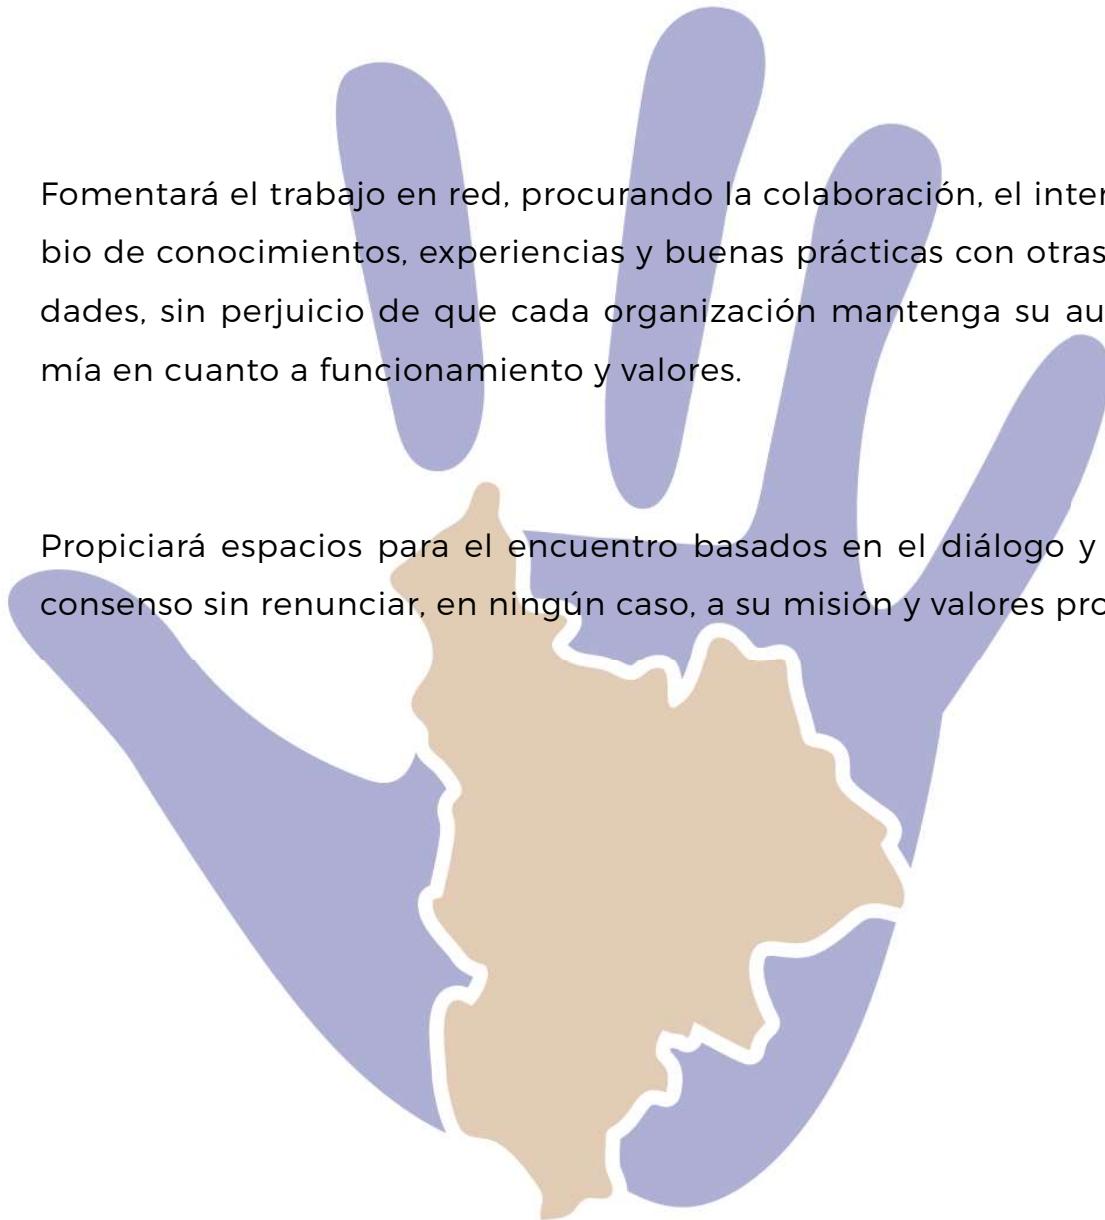 Fomentará el trabajo en red, procurando la colaboración, el inter
bio de conocimientos, experiencias y buenas prácticas con otras
dades, sin perjuicio de que cada organización mantenga su au
mía en cuanto a funcionamiento y valores.
Propiciará espacios para el encuentro basados en el diálogo y
consenso sin renunciar, en ningún caso, a su misión y valores pro